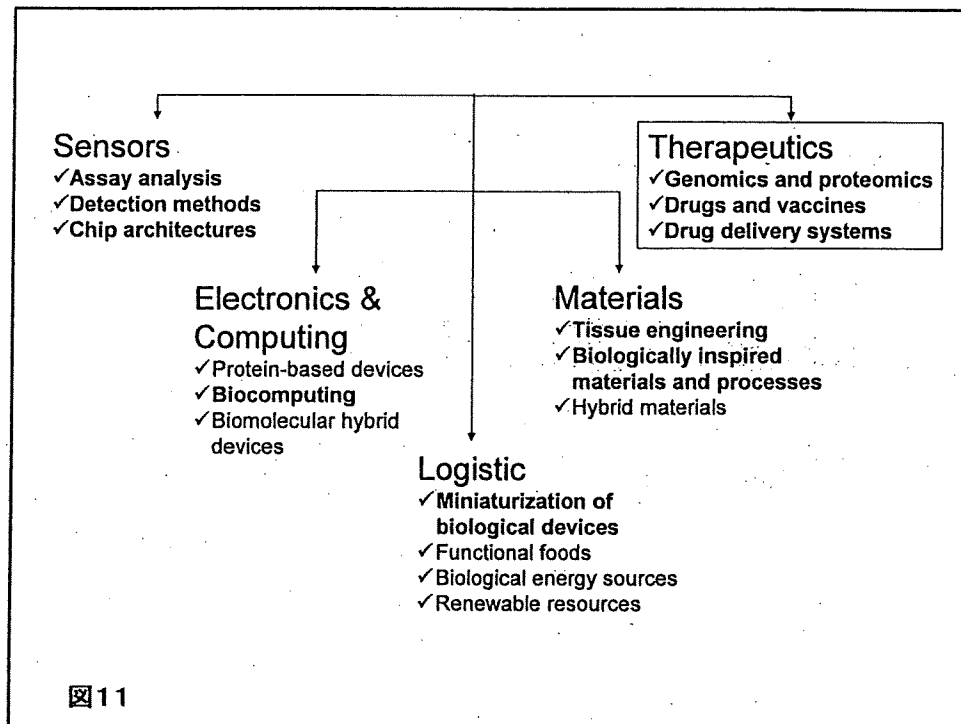 Sensors
✓Assay analysis
✓Detection methods
✓Chip architectures
Therapeutics
✓Genomics and proteomics
✓Drugs and vaccines
✓Drug delivery systems
Electronics &
Computing
✓Protein-based devices
✓Biocomputing
✓Biomolecular hybrid
devices
Materials
✓Tissue engineering
✓Biologically inspired
materials and processes
✓Hybrid materials
Logistic
✓Miniaturization of
biological devices
✓Functional foods
✓Biological energy sources
✓Renewable resources
図11